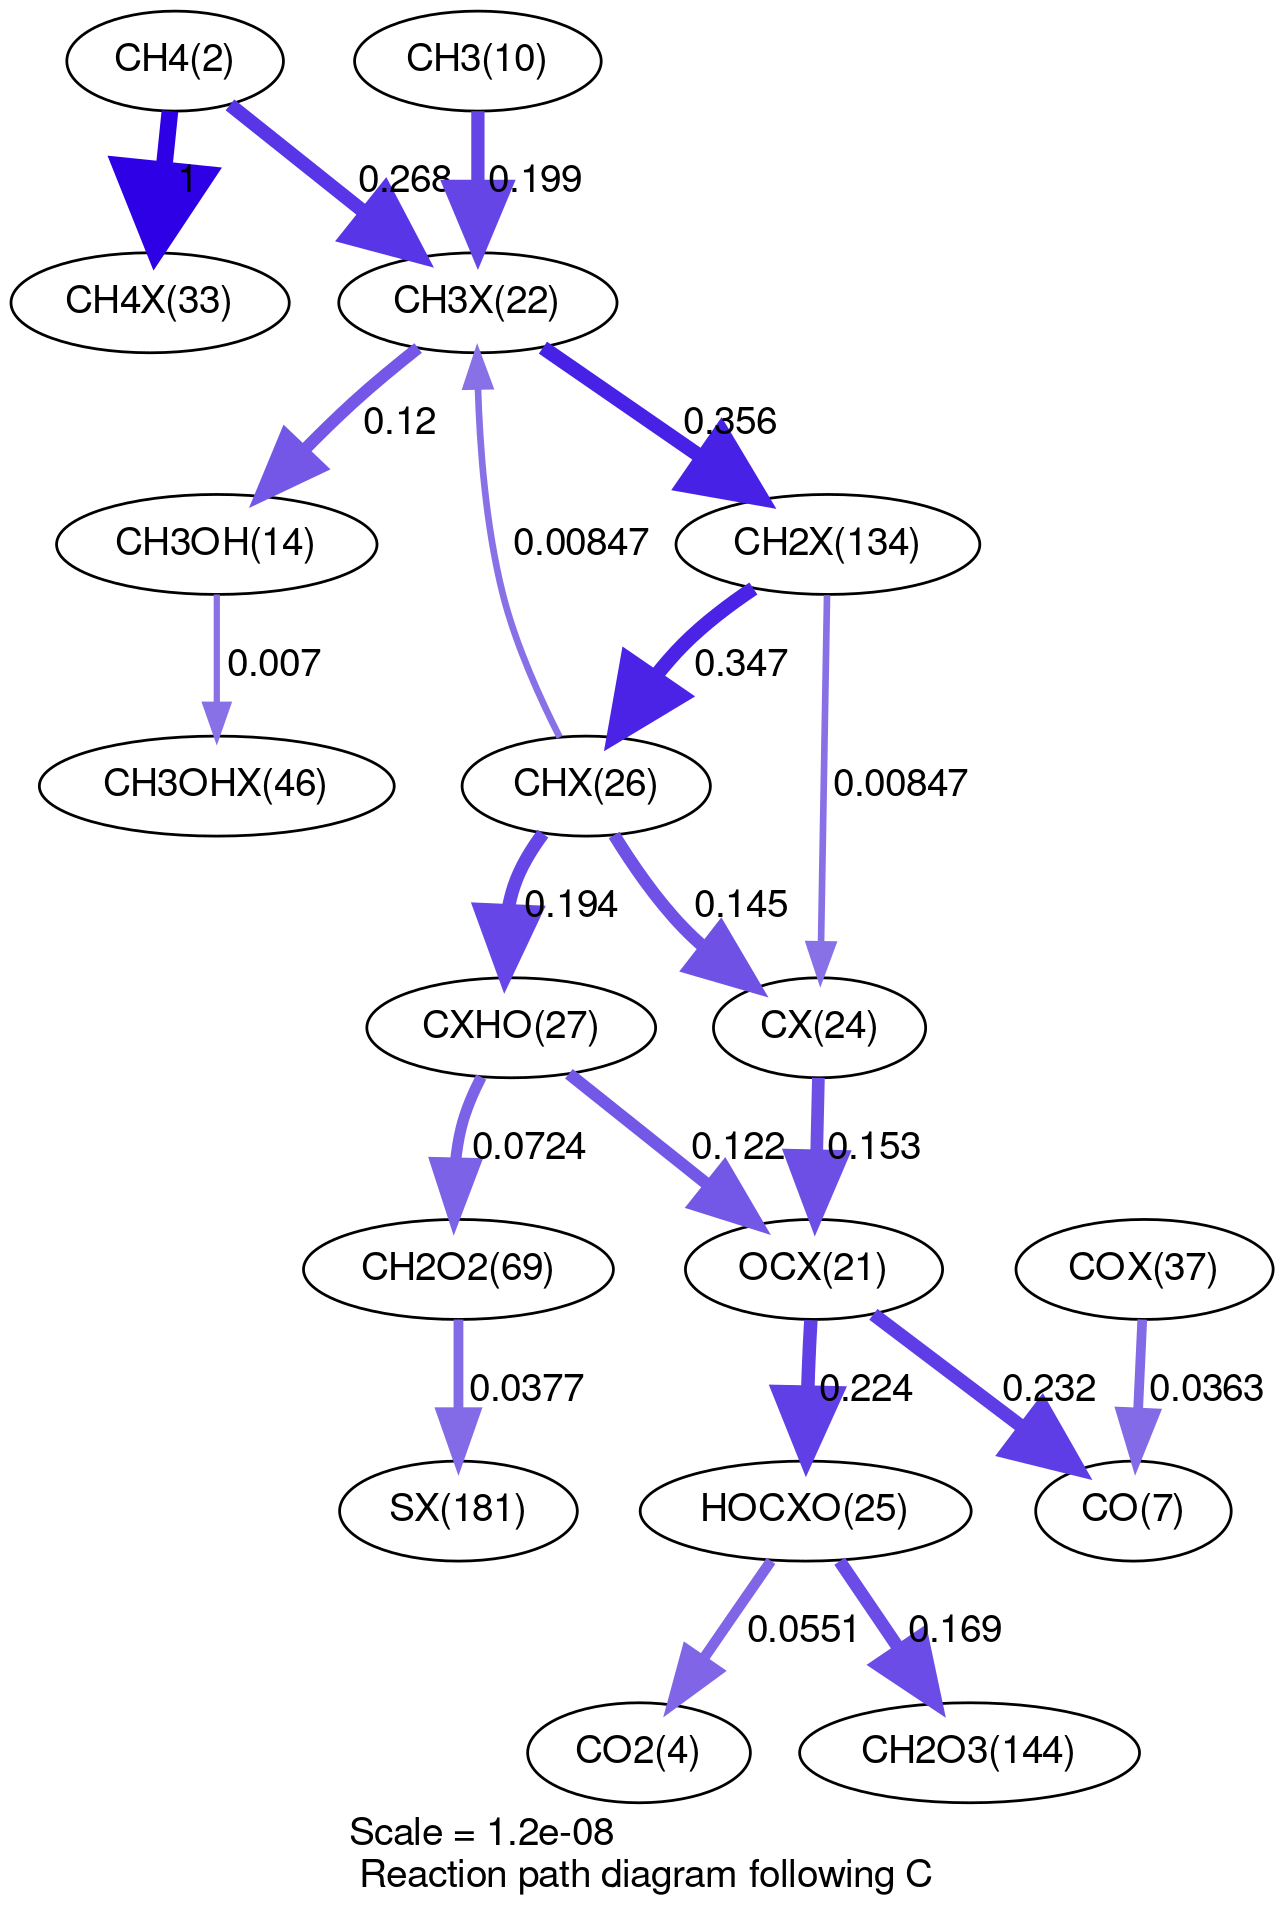 CH4(2)
CH3(10)
1
0.268
0.199
CH4X(33)
CH3X(22)
0.12
0.356
CH3OH(14)
0.00847
CH2X(134)
0.007
0.347
CH3OHX(46)
CHX(26)
0.00847
0.194
0.145
CXHO(27)
CX(24)
0.0724
0.122
0.153
CH2O2(69)
OCX(21)
COX(37)
0.0377
0.224
0.232
0.0363
SX(181)
HOCXO(25)
CO(7)
0.0551
0.169
CO2(4)
CH2O3(144)
Scale = 1.2e-08
Reaction path diagram following C